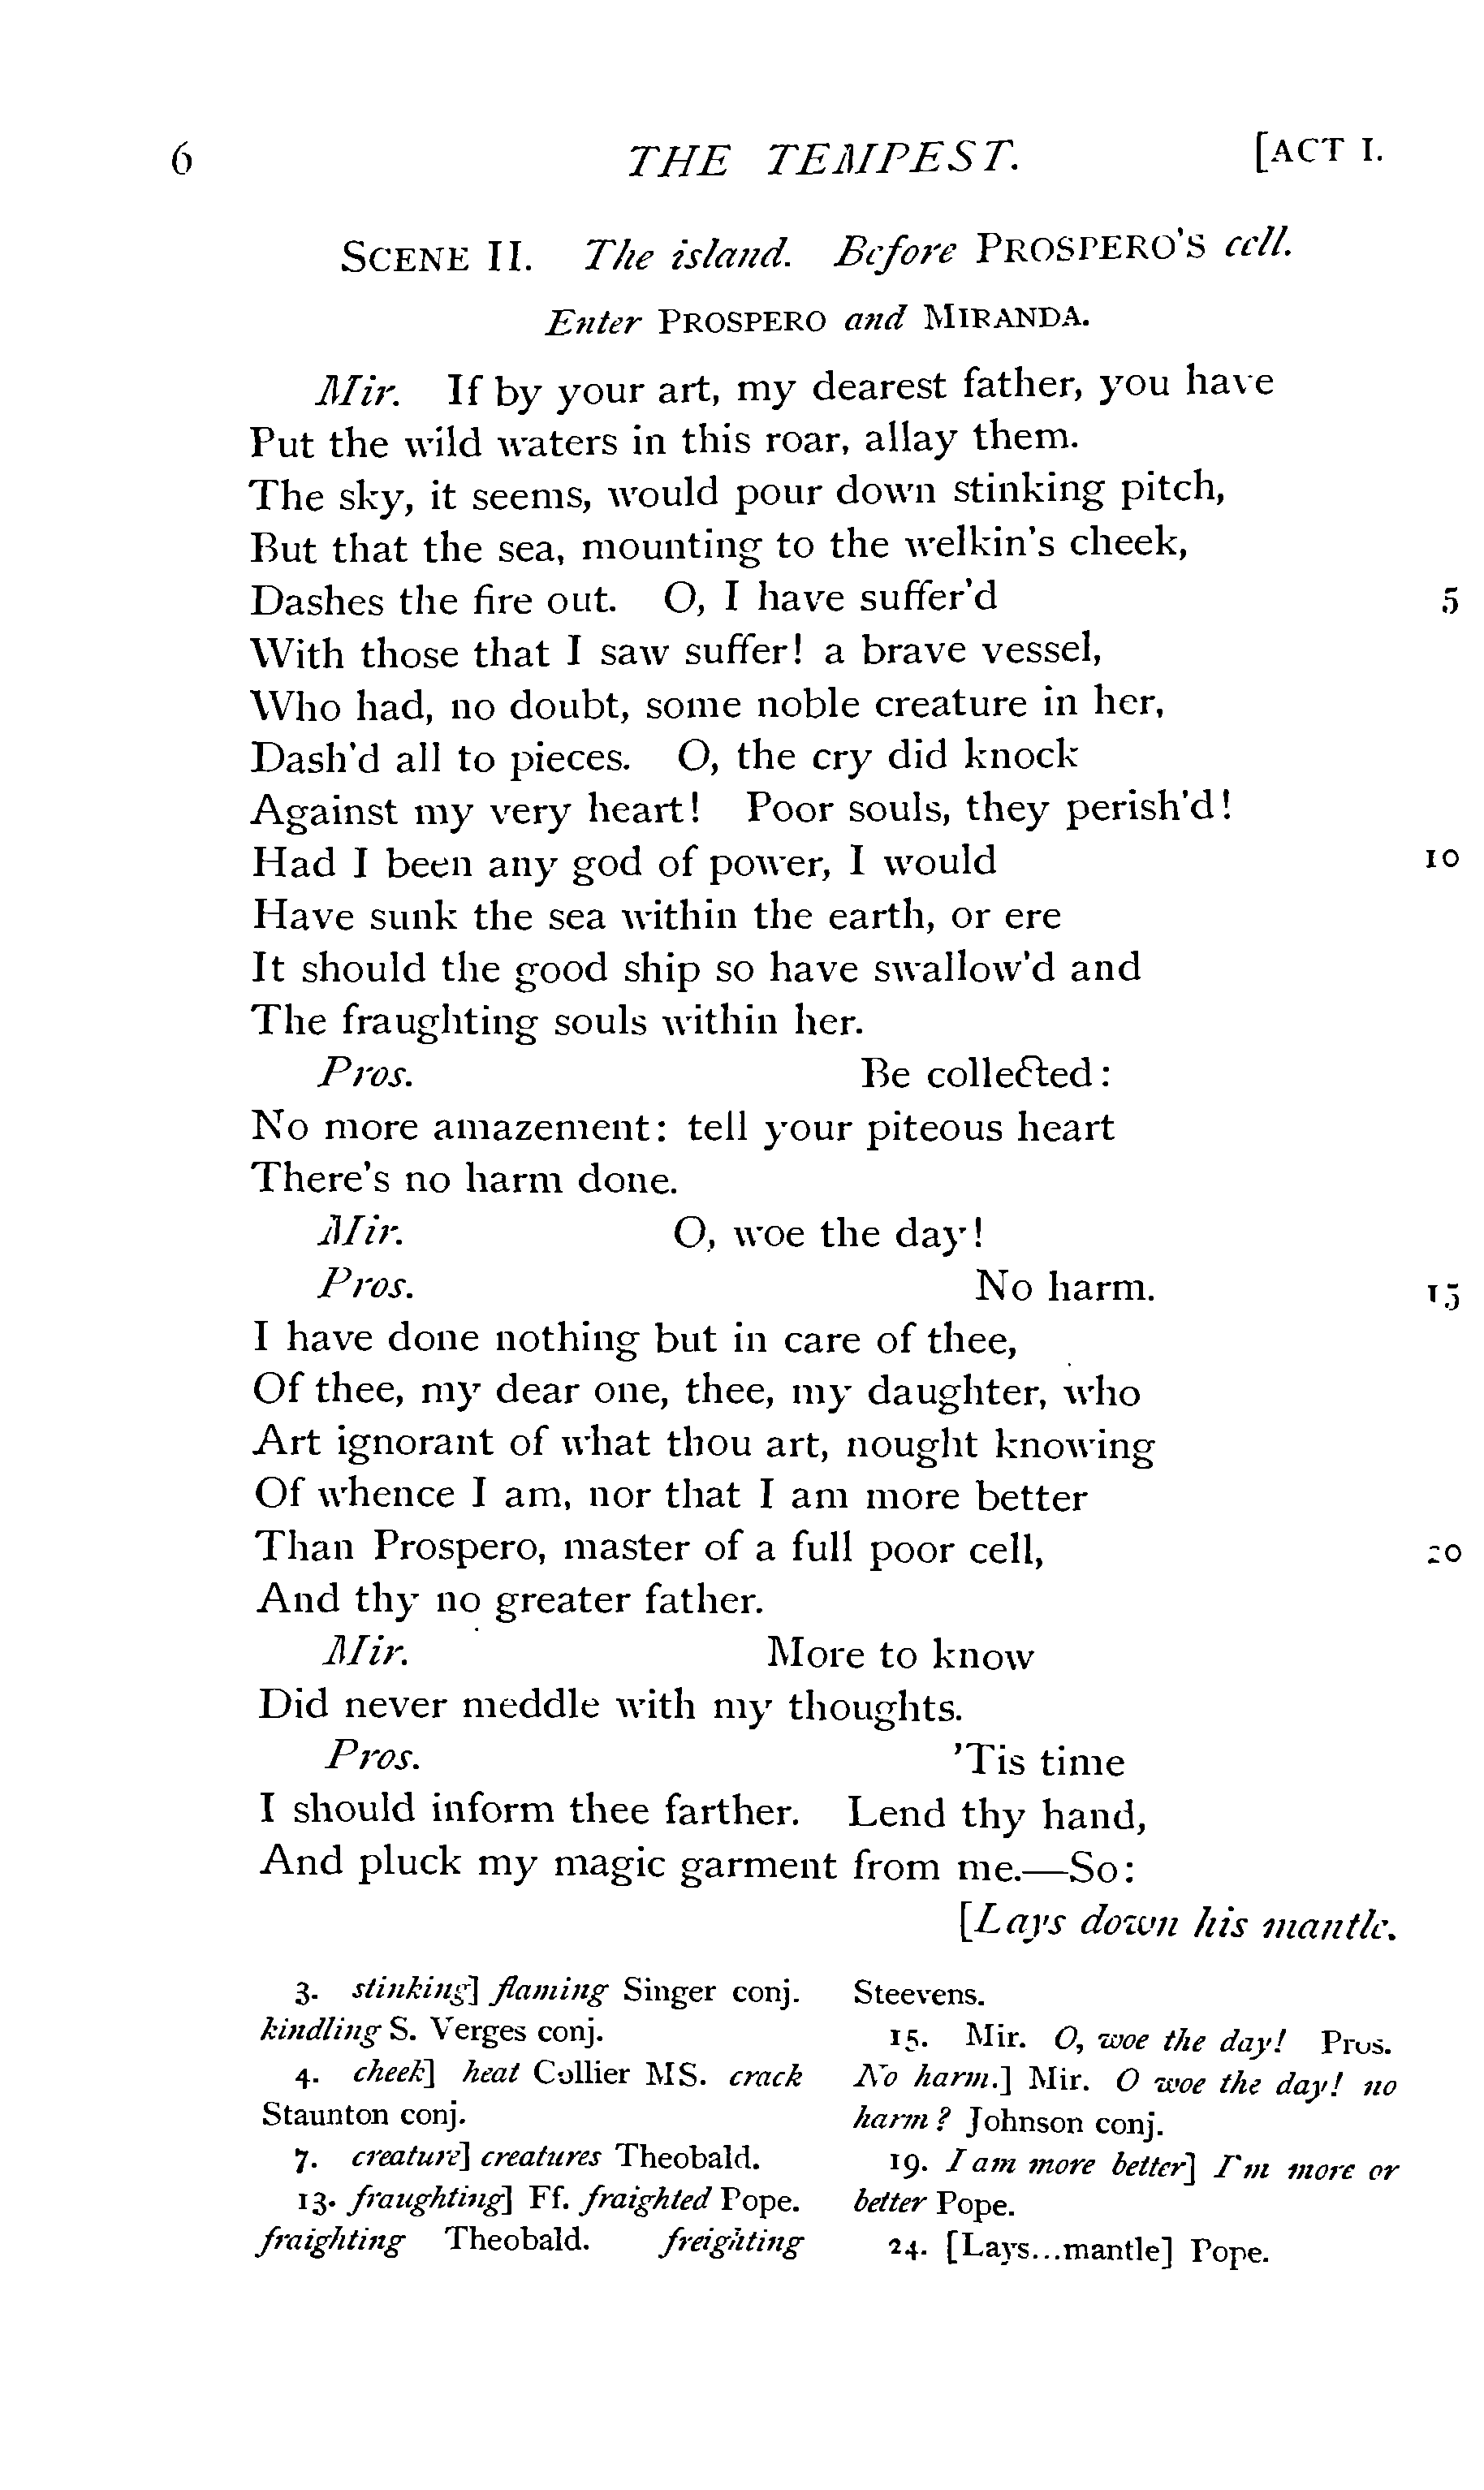 6 THE TEMPEST. [ACT I.
SCENE II. The island. Before PROSPERO'S cell.
Enter PROSPERO and MIRANDA.
Mir. If by your art, my dearest father, you have
Put the wild waters in this roar, allay them.
The sky, it seems, would pour down stinking pitch,
But that the sea, mounting to the welkin's cheek,
Dashes the fire out. O, I have suffer'd 5
With those that I saw suffer! a brave vessel,
Who had, no doubt, some noble creature in her,
Dash'd all to pieces. O, the cry did knock
Against my very heart! Poor souls, they perish'd!
Had I been any god of power, I would 10
Have sunk the sea within the earth, or ere
It should the good ship so have swallow'd and
The fraughting souls within her.
Pros. Be collected:
No more amazement: tell your piteous heart
There's no harm done.
Mir. O, woe the day!
Pros. No harm. 15
I have done nothing but in care of thee,
Of thee, my dear one, thee, my daughter, who
Art ignorant of what thou art, nought knowing
Of whence I am, nor that I am more better
Than Prospero, master of a full poor cell, 20
And thy no greater father.
Mir. More to know
Did never meddle with my thoughts.
Pros. 'Tis time
I should inform thee farther. Lend thy hand,
And pluck my magic garment from me.—So:
[Lays down his mantle.
3. stinking] flaming Singer conj.
kindling S. Verges conj.
4. cheek] heat Collier MS. crack
Staunton conj.
7. creature] creatures Theobald.
13. fraughting] Ff. fraighted Pope.
fraighting Theobald. freighting
Steevens.
15. Mir. O, woe the day! Pros.
No harm.] Mir. O woe the day! no
harm? Johnson conj.
19. I am more better] I'm more or
better Pope.
24. [Lays...mantle] Pope.